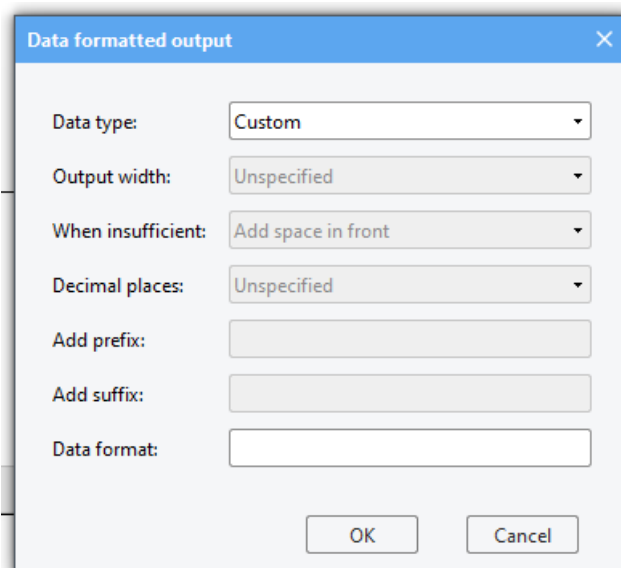 Data formatted output
Data type: Custom
Output width: Unspecified
When insufficient: Add space in front
Decimal places: Unspecified
Add prefix:
Add suffix:
Data format:
OK Cancel